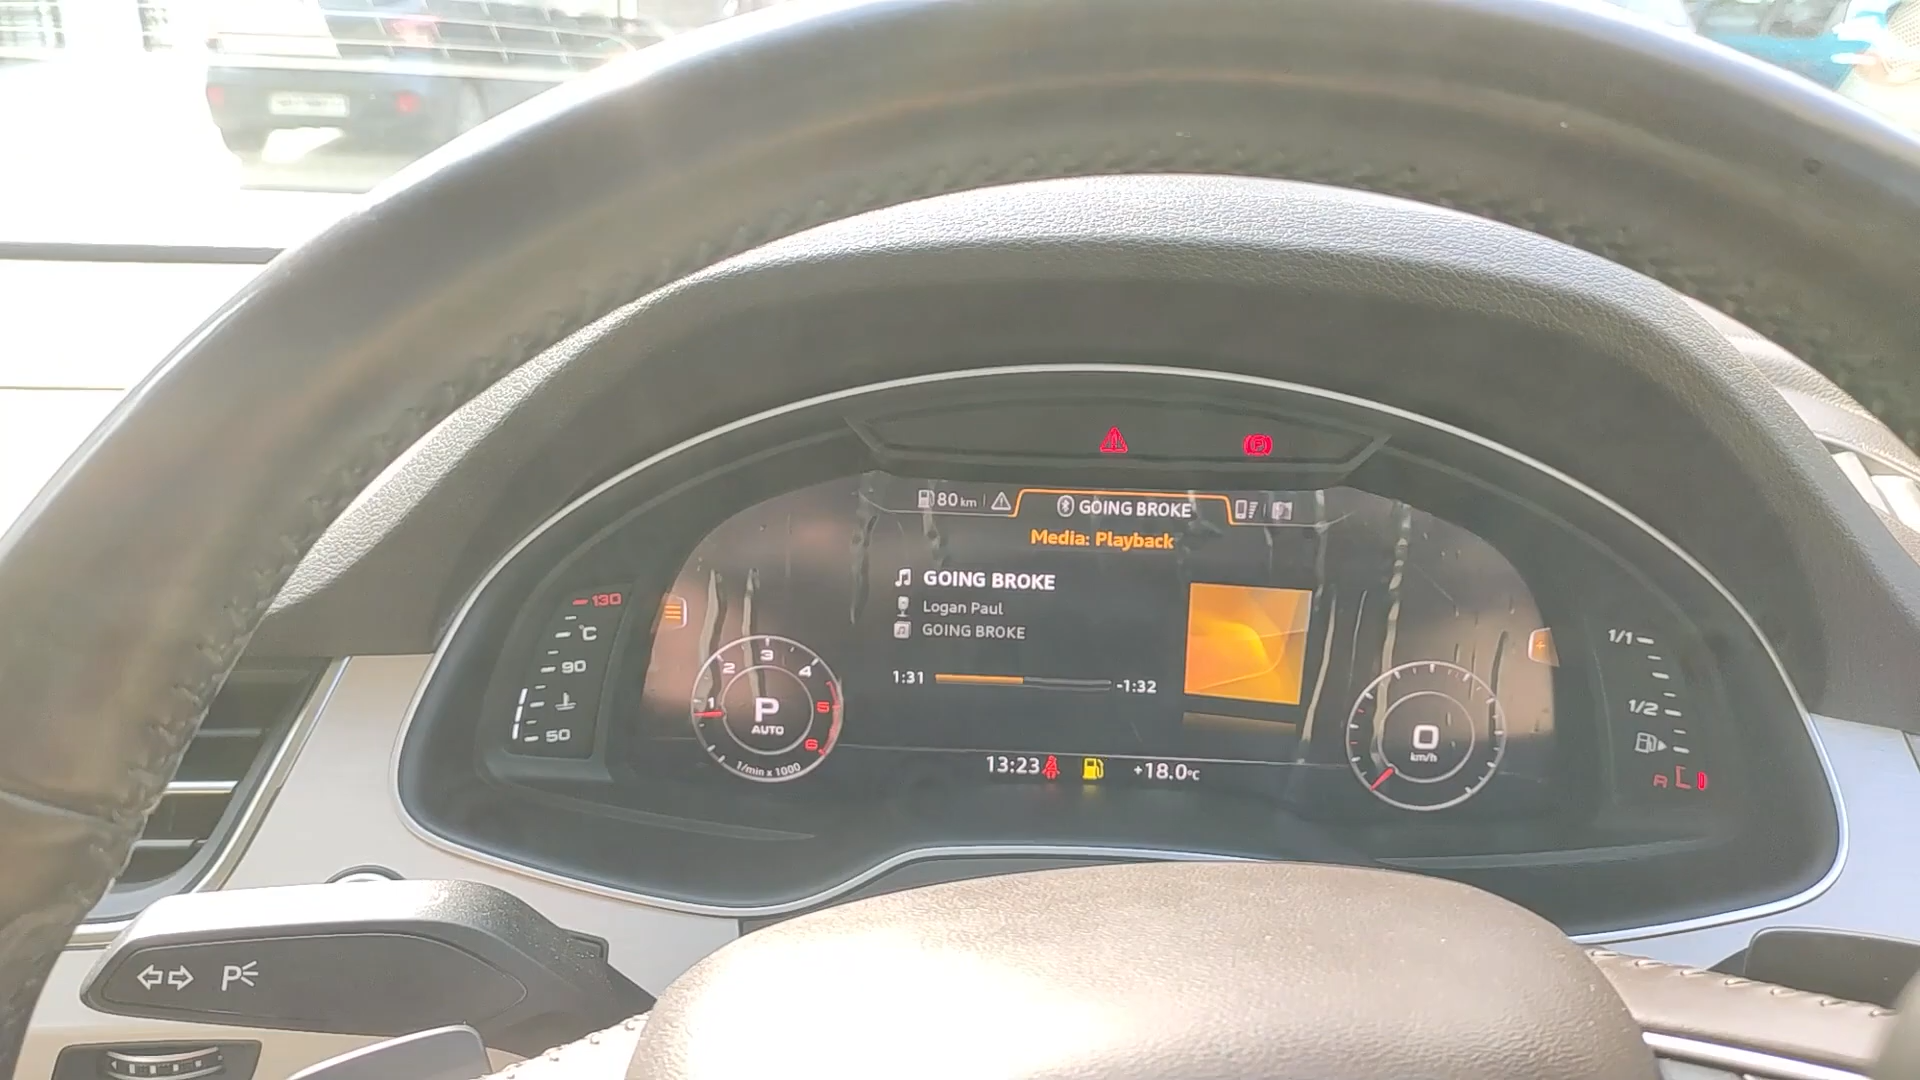 80 km
GOING BROKE
Media: Playback
GOING BROKE
Logan Paul
GOING BROKE
1:31
-1:32
130
°C
90
50
1
2
3
4
5
6
P
AUTO
1/min x 1000
0
km/h
1/1
1/2
R
13:23
+18.0°C
P